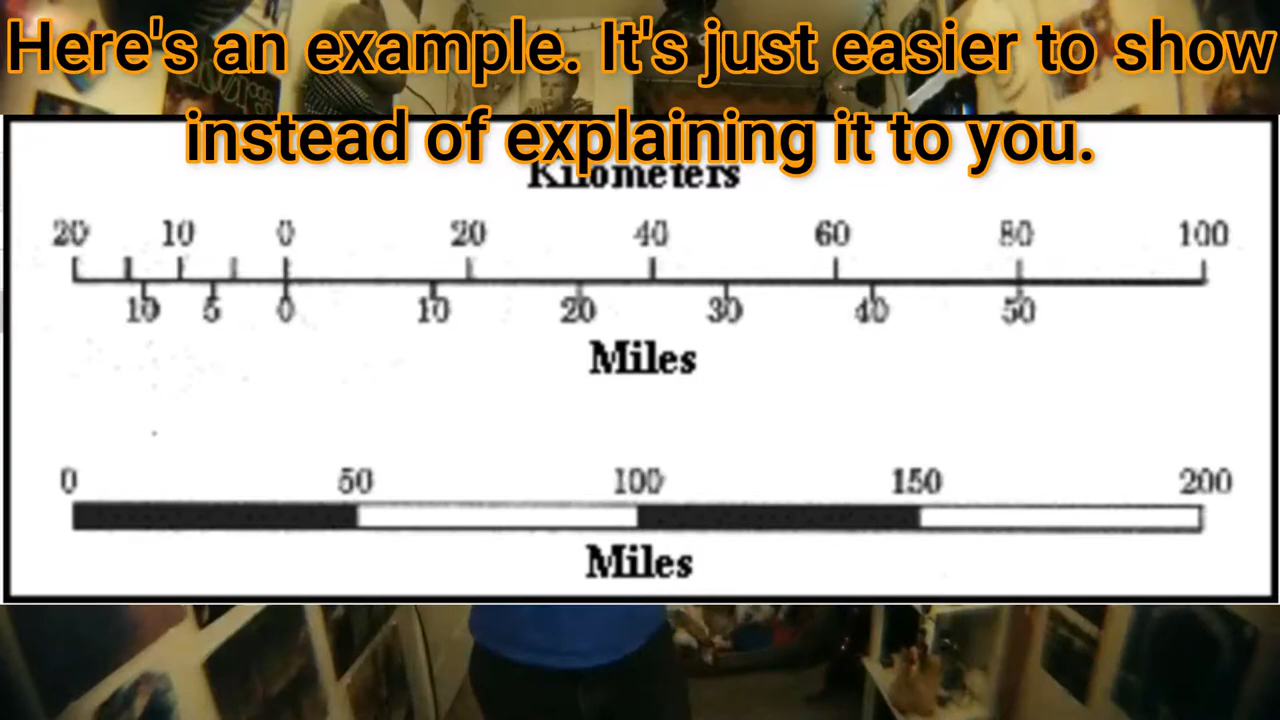 Here's an example. It's just easier to show
instead of explaining it to you.
Kilometers
20 10 0 20 40 60 80 100
10 5 0 10 20 30 40 50
Miles
0 50 100 150 200
Miles